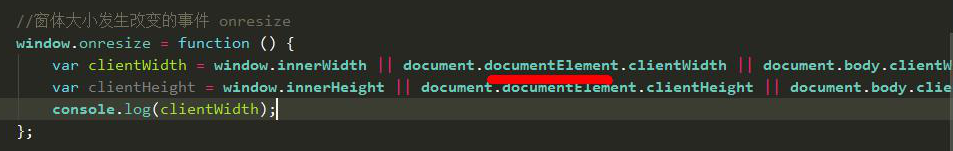 //窗体大小发生改变的事件 onresize
window.onresize = function () {
var clientWidth = window.innerWidth || document.documentElement.clientWidth || document.body.clientW
var clientHeight = window.innerHeight || document.documentElement.clientHeight || document.body.clie
console.log(clientWidth);
};